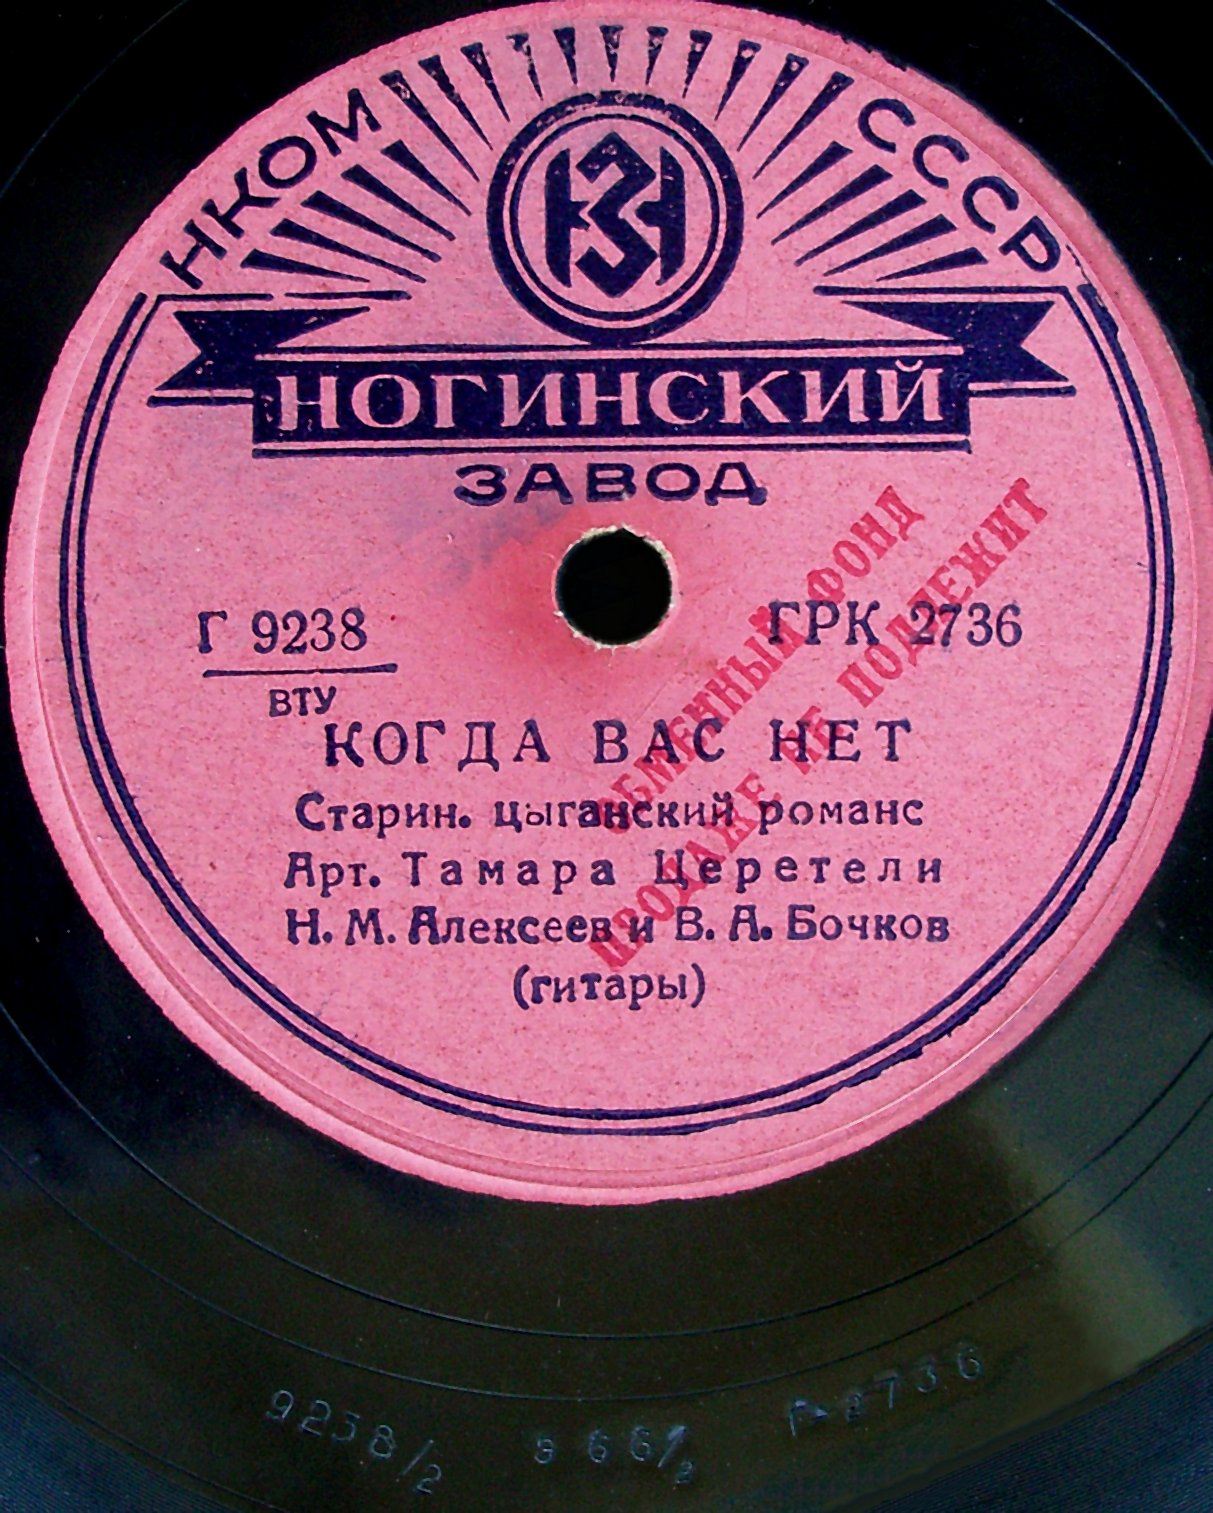 НКОМ СССР
НЗ
НОГИНСКИЙ
ЗАВОД
Г 9238
ВТУ
ГРК 2736
КОГДА ВАС НЕТ
Старин. цыганский романс
Арт. Тамара Церетели
Н. М. Алексеев и В. А. Бочков
(гитары)
ОБМЕННЫЙ ФОНД
ПРОДАЖЕ НЕ ПОДЛЕЖИТ
9238/2
Г-2736